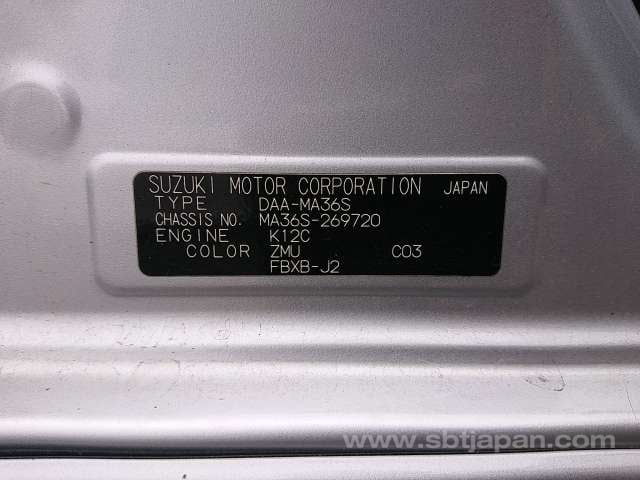 SUZUKI MOTOR CORPORATION JAPAN
TYPE DAA-MA36S
CHASSIS NO. MA36S-269720
ENGINE K12C
COLOR ZMU C03
FBXB-J2
www.sbtjapan.com